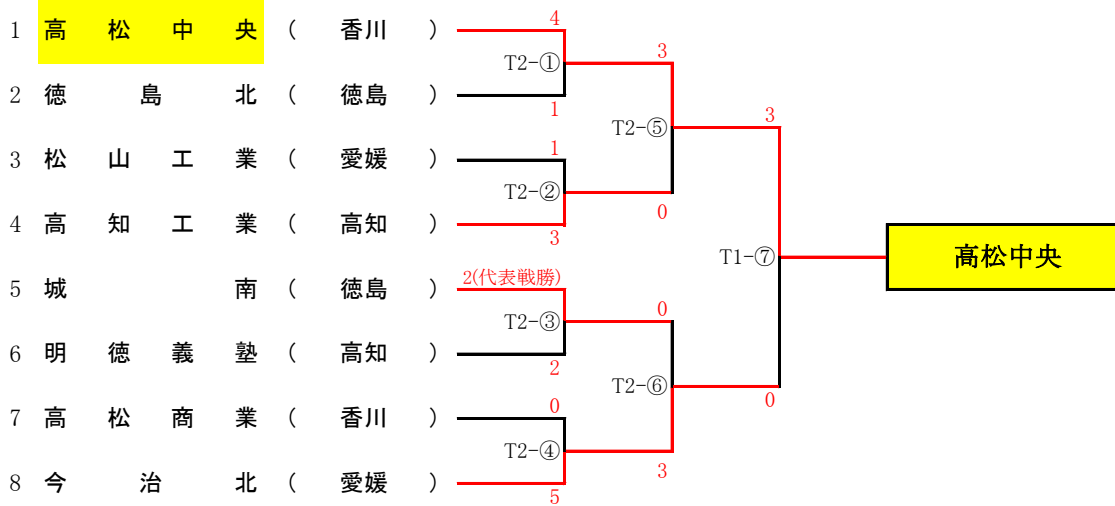 4
1 高松中央 ( 香川 )
3
T2-①
2 徳島北 ( 徳島 )
1
3
T2-⑤
1
3 松山工業 ( 愛媛 )
T2-②
0
4 高知工業 ( 高知 )
3
T1-⑦
高松中央
2(代表戦勝)
5 城南 ( 徳島 )
0
T2-③
6 明徳義塾 ( 高知 )
2
T2-⑥
0
0
7 高松商業 ( 香川 )
T2-④
3
8 今治北 ( 愛媛 )
5